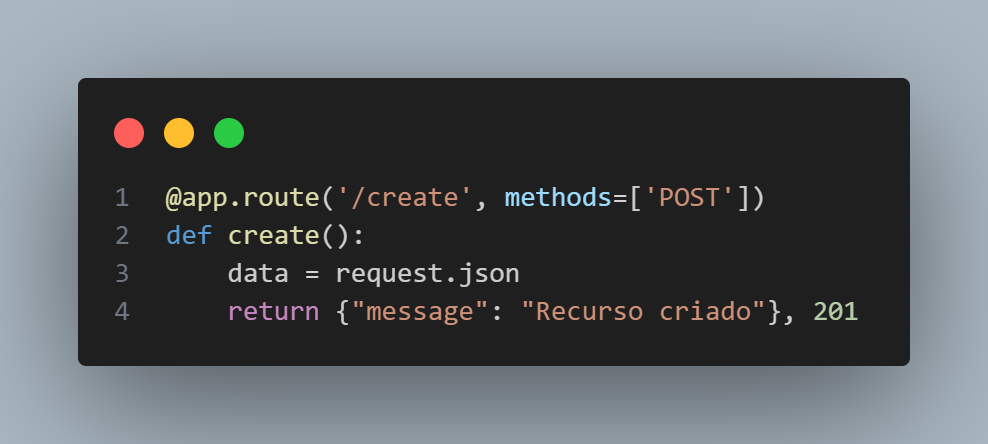 1 @app.route('/create', methods=['POST'])
2 def create():
3     data = request.json
4     return {"message": "Recurso criado"}, 201